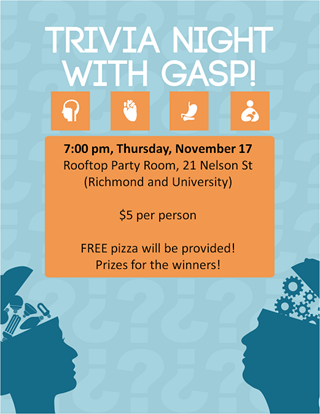 TRIVIA NIGHT
WITH GASP!
7:00 pm, Thursday, November 17
Rooftop Party Room, 21 Nelson St
(Richmond and University)
$5 per person
FREE pizza will be provided!
Prizes for the winners!